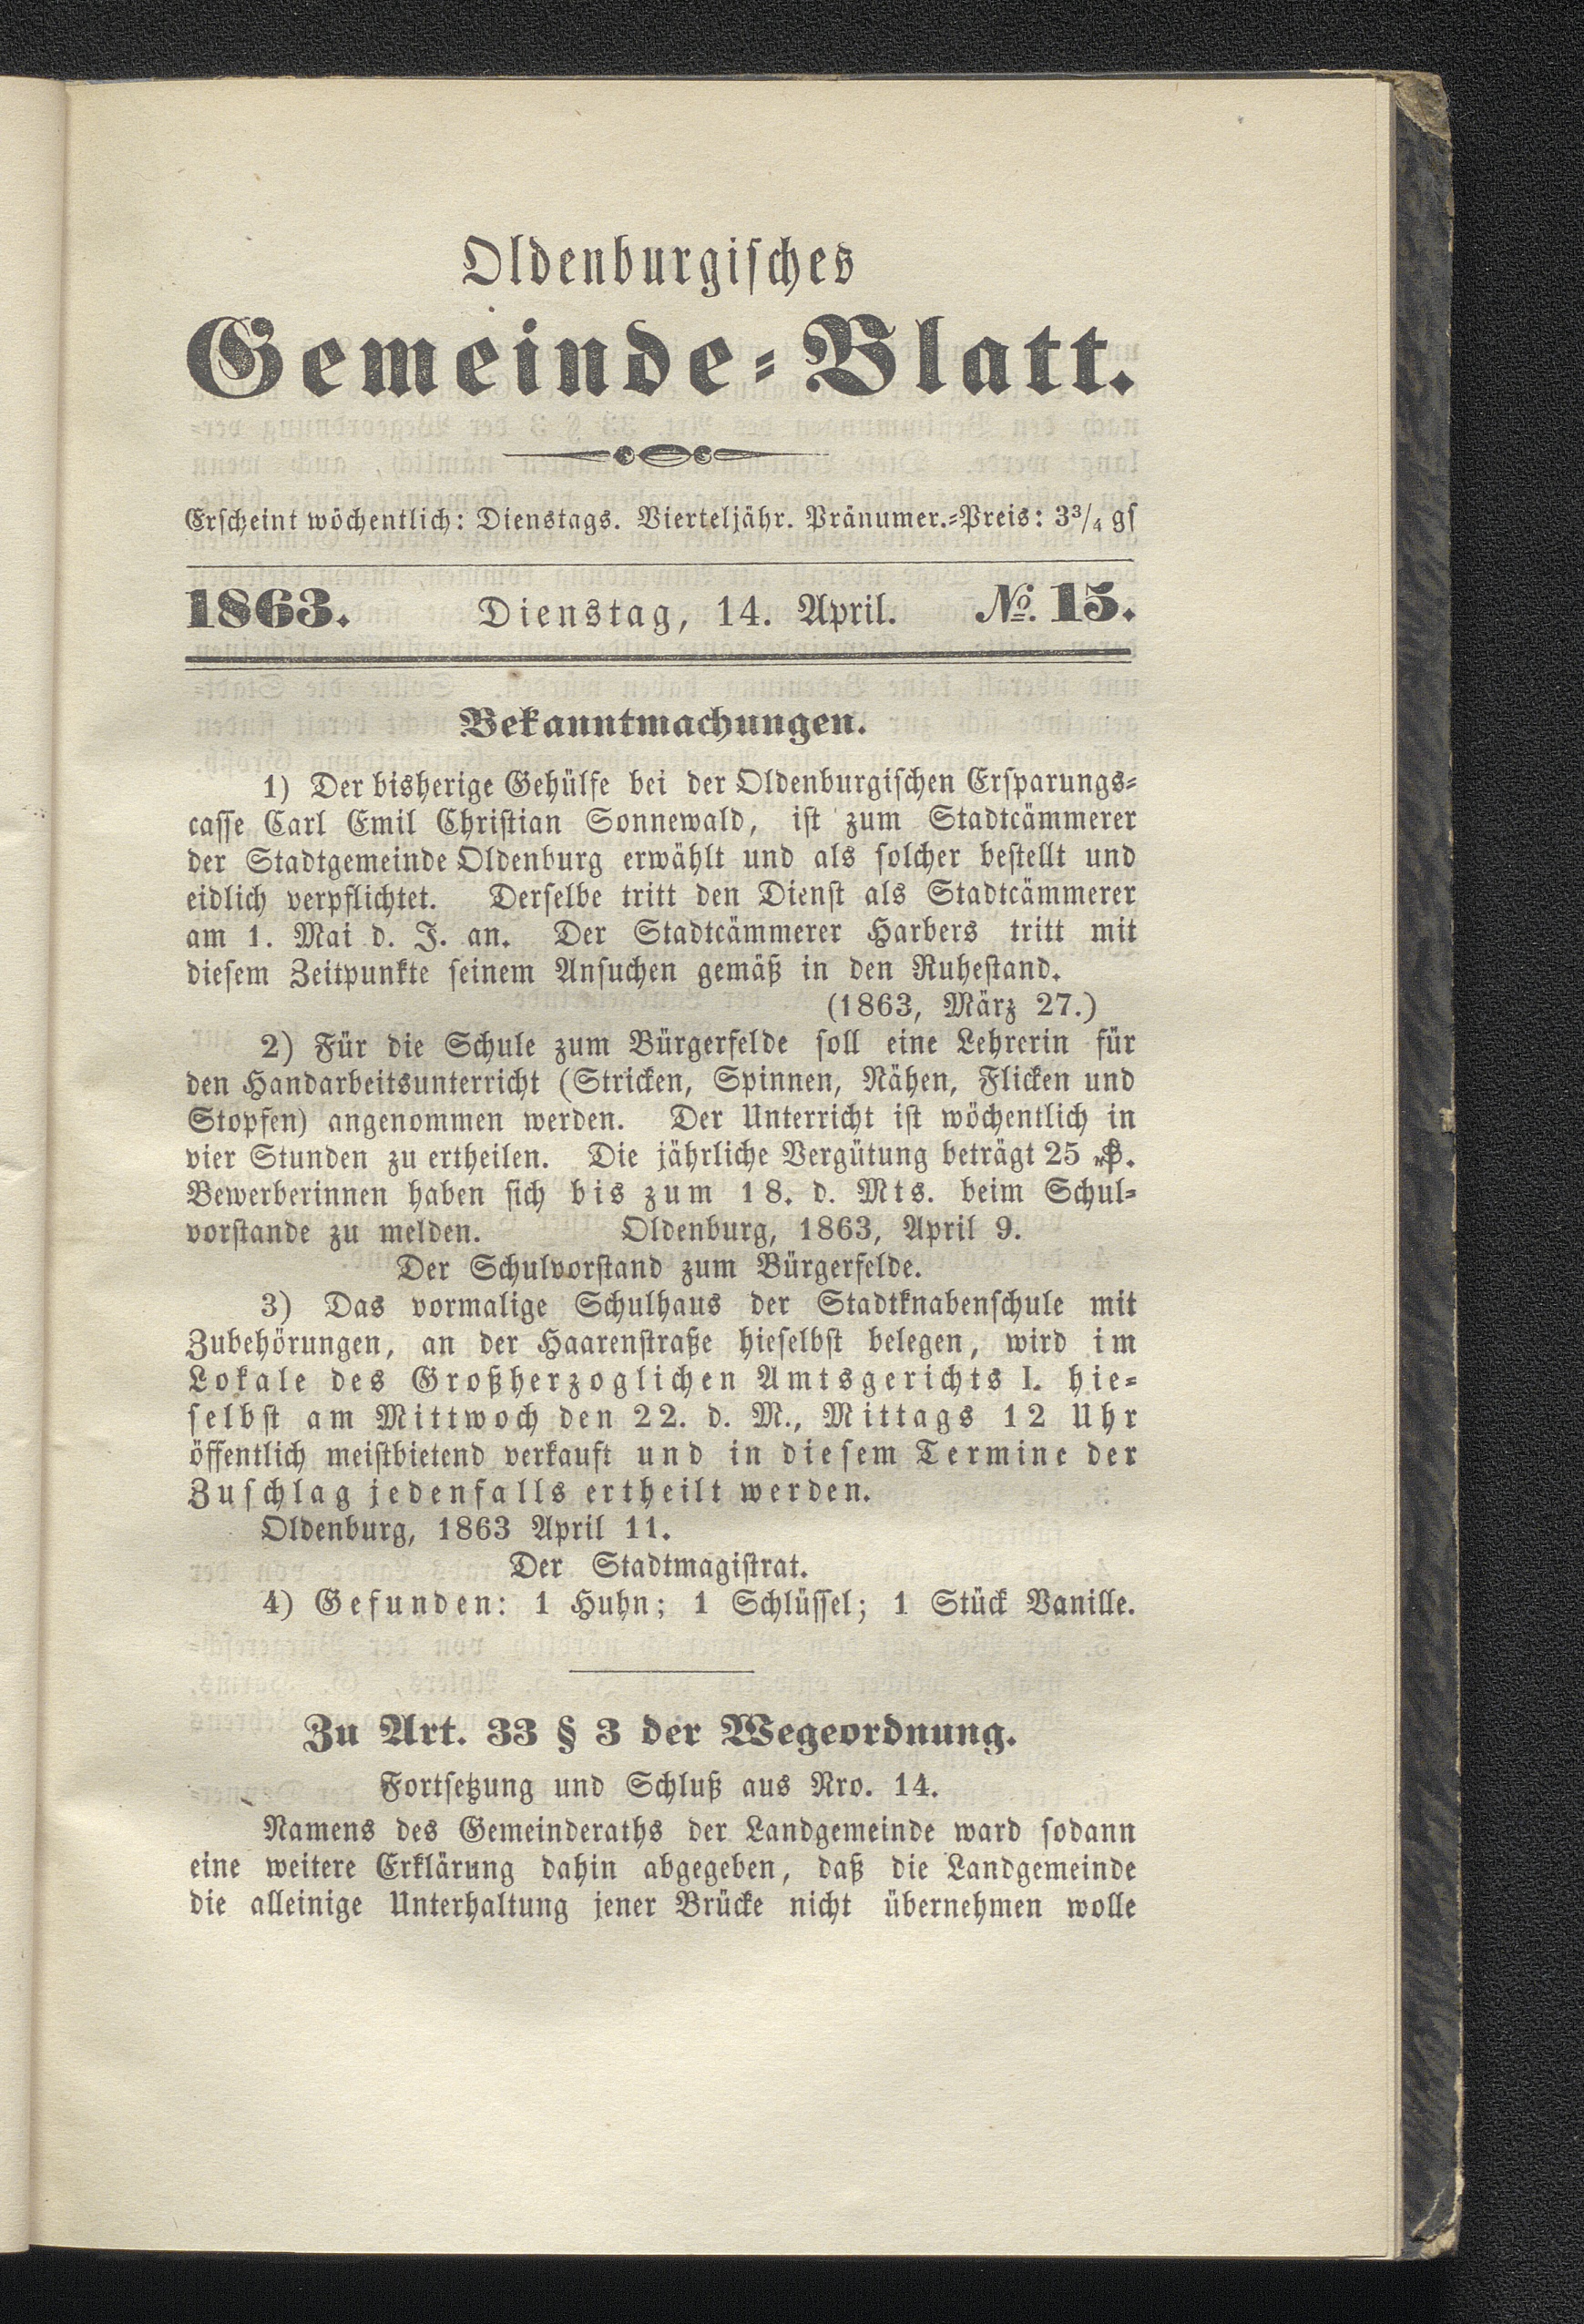 Oldenburgisches
Gemeinde-Blatt.
Erscheint wöchentlich: Dienstags. Vierteljähr. Pränumer.-Preis: 3¾ gs
1863. Dienstag, 14. April. No. 15.
Bekanntmachungen.
1) Der bisherige Gehülfe bei der Oldenburgischen Ersparungs-
casse Carl Emil Christian Sonnewald, ist zum Stadtcämmerer
der Stadtgemeinde Oldenburg erwählt und als solcher bestellt und
eidlich verpflichtet. Derselbe tritt den Dienst als Stadtcämmerer
am 1. Mai d. J. an. Der Stadtcämmerer Harbers tritt mit
diesem Zeitpunkte seinem Ansuchen gemäß in den Ruhestand.
(1863, März 27.)
2) Für die Schule zum Bürgerfelde soll eine Lehrerin für
den Handarbeitsunterricht (Stricken, Spinnen, Nähen, Flicken und
Stopfen) angenommen werden. Der Unterricht ist wöchentlich in
vier Stunden zu ertheilen. Die jährliche Vergütung beträgt 25 ₰.
Bewerberinnen haben sich bis zum 18. d. Mts. beim Schul-
vorstande zu melden. Oldenburg, 1863, April 9.
Der Schulvorstand zum Bürgerfelde.
3) Das vormalige Schulhaus der Stadtknabenschule mit
Zubehörungen, an der Haarenstraße hieselbst belegen, wird im
Lokale des Großherzoglichen Amtsgerichts I. hie-
selbst am Mittwoch den 22. d. M., Mittags 12 Uhr
öffentlich meistbietend verkauft und in diesem Termine der
Zuschlag jedenfalls ertheilt werden.
Oldenburg, 1863 April 11.
Der Stadtmagistrat.
4) Gefunden: 1 Huhn; 1 Schlüssel; 1 Stück Vanille.
Zu Art. 33 § 3 der Wegeordnung.
Fortsetzung und Schluß aus Nro. 14.
Namens des Gemeinderaths der Landgemeinde ward sodann
eine weitere Erklärung dahin abgegeben, daß die Landgemeinde
die alleinige Unterhaltung jener Brücke nicht übernehmen wolle